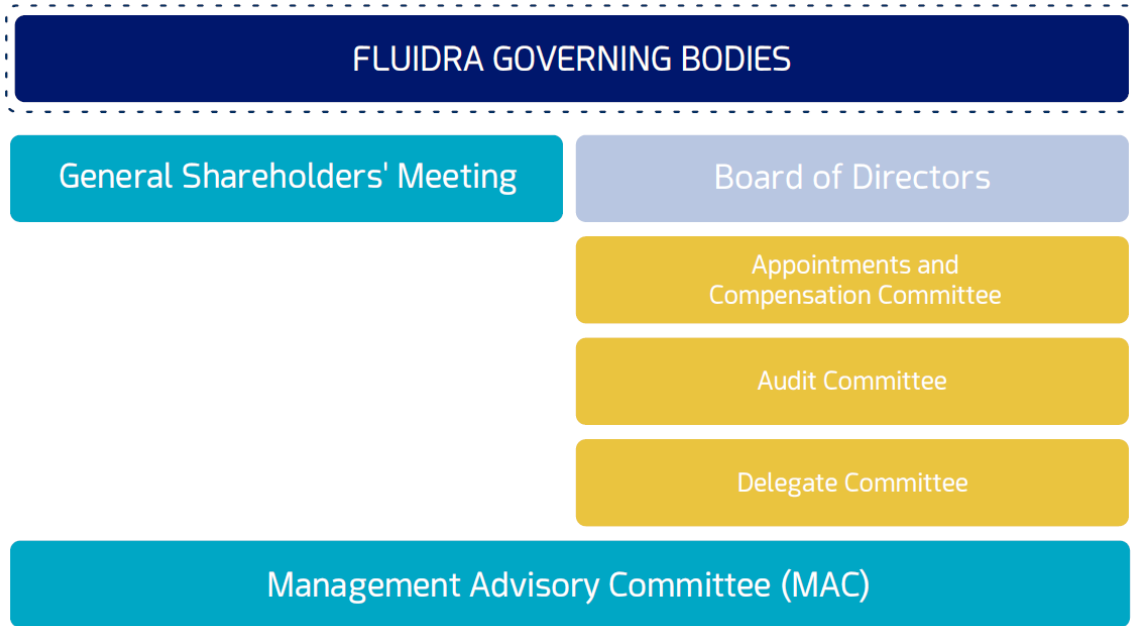 FLUIDRA GOVERNING BODIES
General Shareholders' Meeting
Board of Directors
Appointments and
Compensation Committee
Audit Committee
Delegate Committee
Management Advisory Committee (MAC)